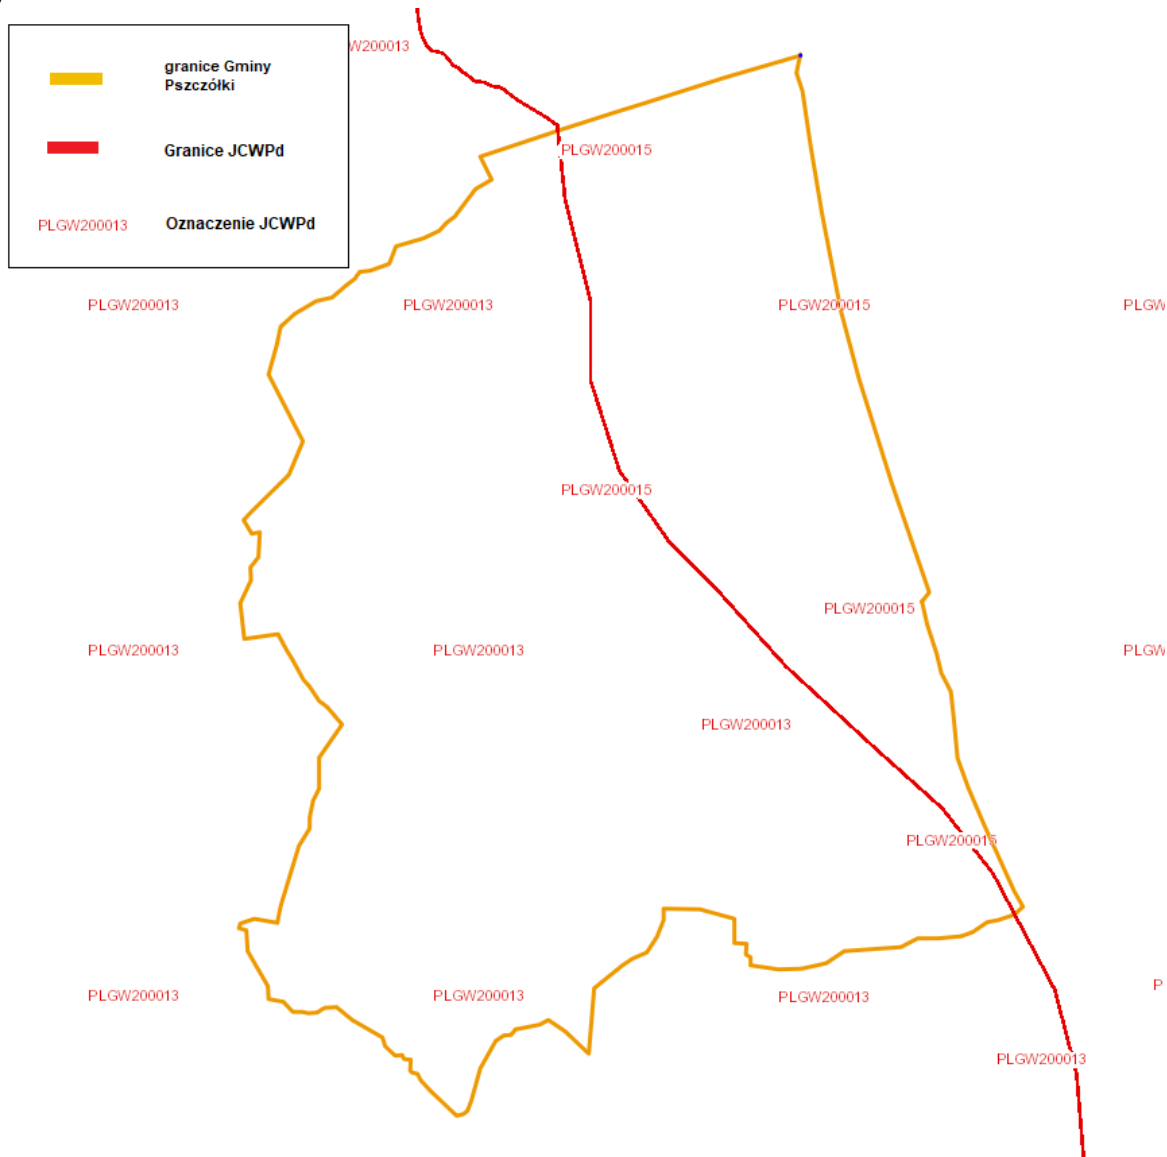 granice Gminy
Pszczółki
Granice JCWPd
PLGW200013 Oznaczenie JCWPd
W200013
PLGW200015
PLGW200013 PLGW200013 PLGW200015 PLGW
PLGW200015
PLGW200015
PLGW200013 PLGW200013 PLGW
PLGW200013
PLGW200015
PLGW200013 PLGW200013 PLGW200013 P
PLGW200013